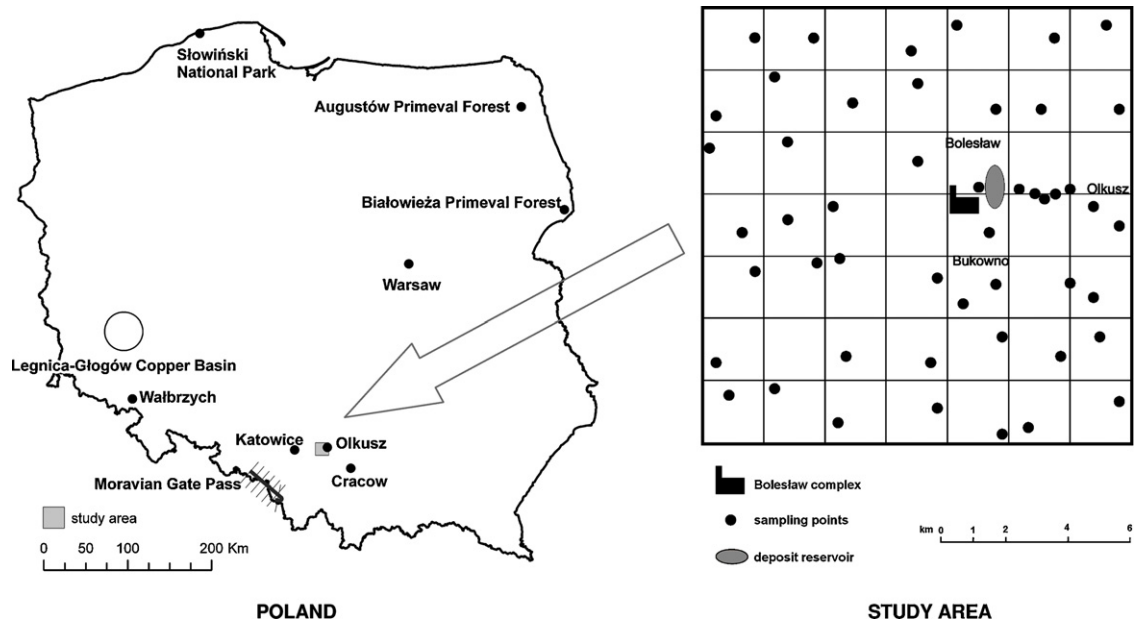 Słowiński
National Park
Augustów Primeval Forest
Białowieża Primeval Forest
Warsaw
Legnica-Głogów Copper Basin
Wałbrzych
Katowice
Olkusz
Moravian Gate Pass
Cracow
study area
0 50 100 200 Km
POLAND
Bolesław
Olkusz
Bukowno
Bolesław complex
sampling points
deposit reservoir
km 0 1 2 4 6
STUDY AREA